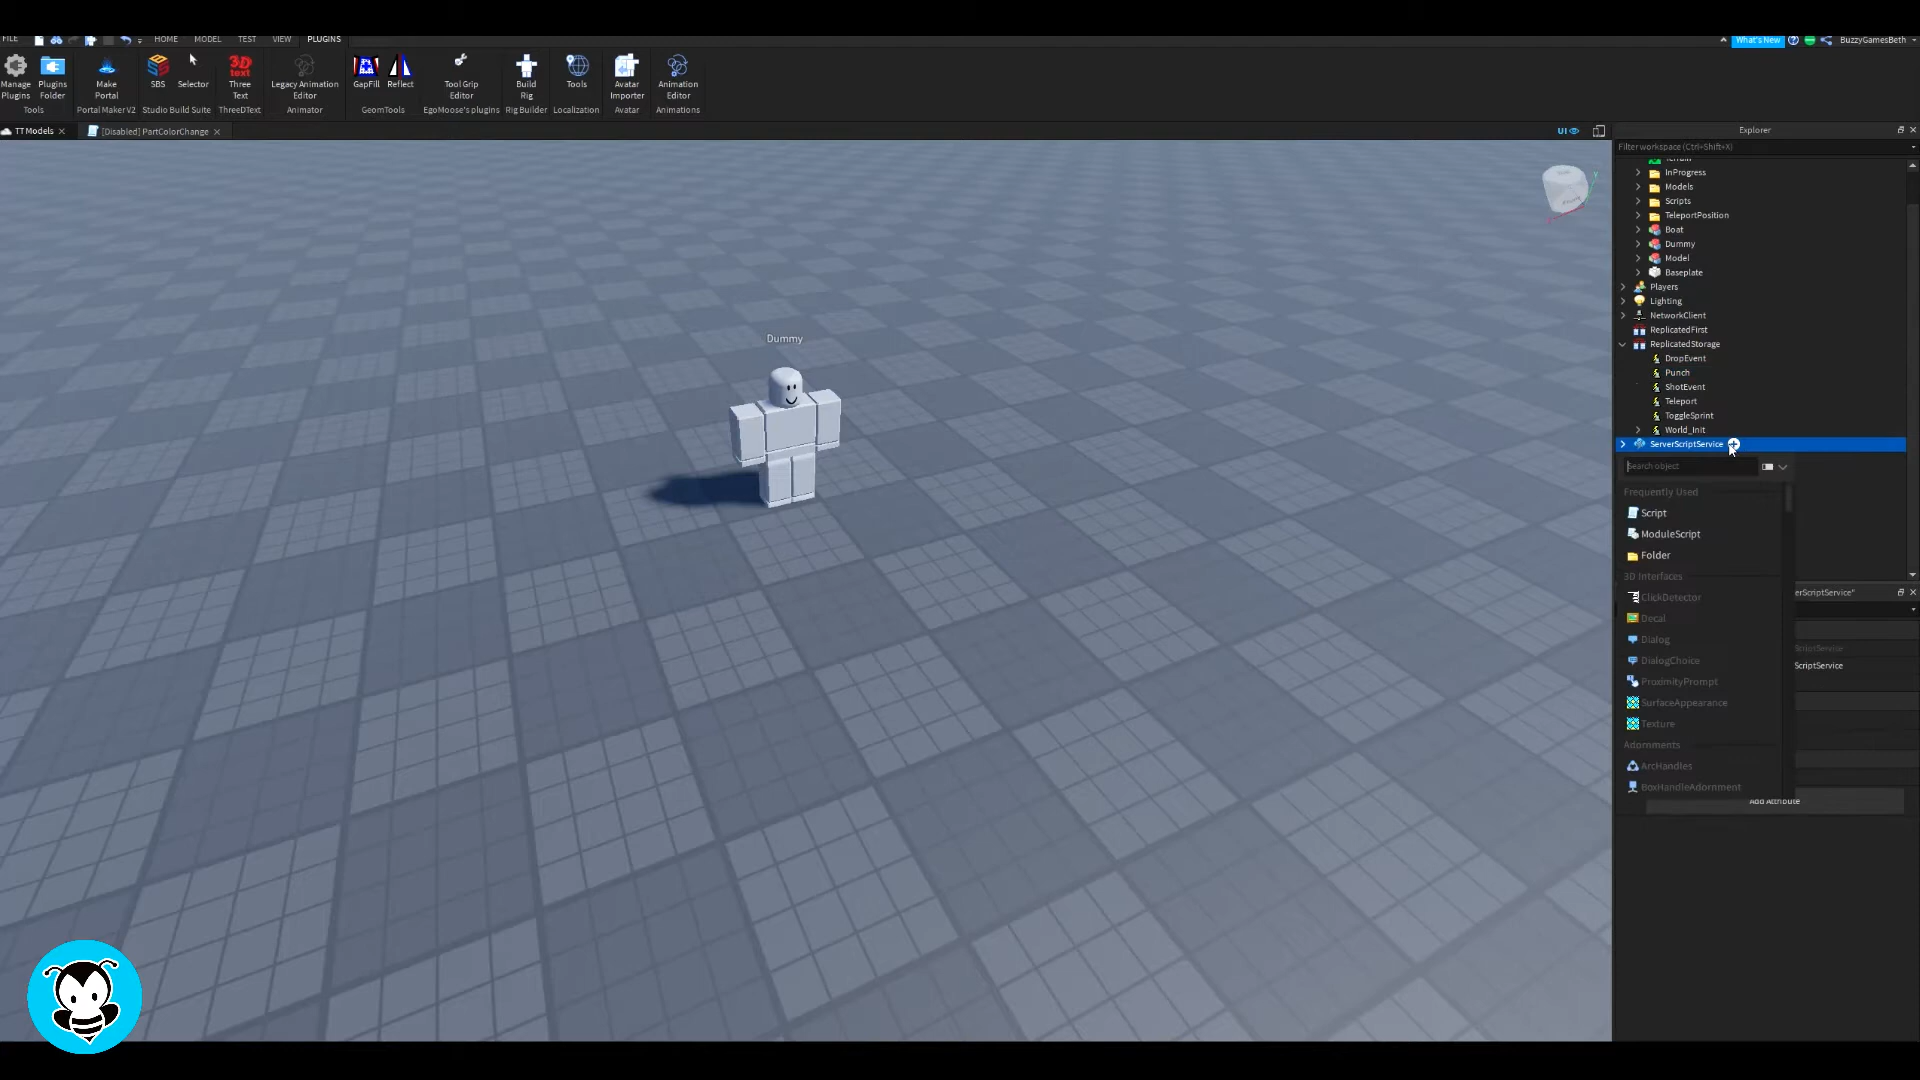 FILE HOME MODEL TEST VIEW PLUGINS What's New BuzzyGamesBeth
Manage Plugins
Plugins Folder
Make Portal
SBS
Selector
Three Text
Legacy Animation Editor
GapFill
Reflect
Tool Grip Editor
Build Rig
Tools
Avatar Importer
Animation Editor
Tools Portal Maker V2 Studio Build Suite ThreeDText Animator GeomTools EgoMoose's plugins Rig Builder Localization Avatar Animations
TT Models [Disabled] PartColorChange UI
Dummy
Explorer
Filter workspace (Ctrl+Shift+X)
Terrain
InProgress
Models
Scripts
TeleportPosition
Boat
Dummy
Model
Baseplate
Players
Lighting
NetworkClient
ReplicatedFirst
ReplicatedStorage
DropEvent
Punch
ShotEvent
Teleport
ToggleSprint
World_Init
ServerScriptService
Search object
Frequently Used
Script
ModuleScript
Folder
3D Interfaces
ClickDetector
Decal
Dialog
DialogChoice
ProximityPrompt
SurfaceAppearance
Texture
Adornments
ArcHandles
BoxHandleAdornment
erScriptService"
ScriptService
ScriptService
Add Attribute